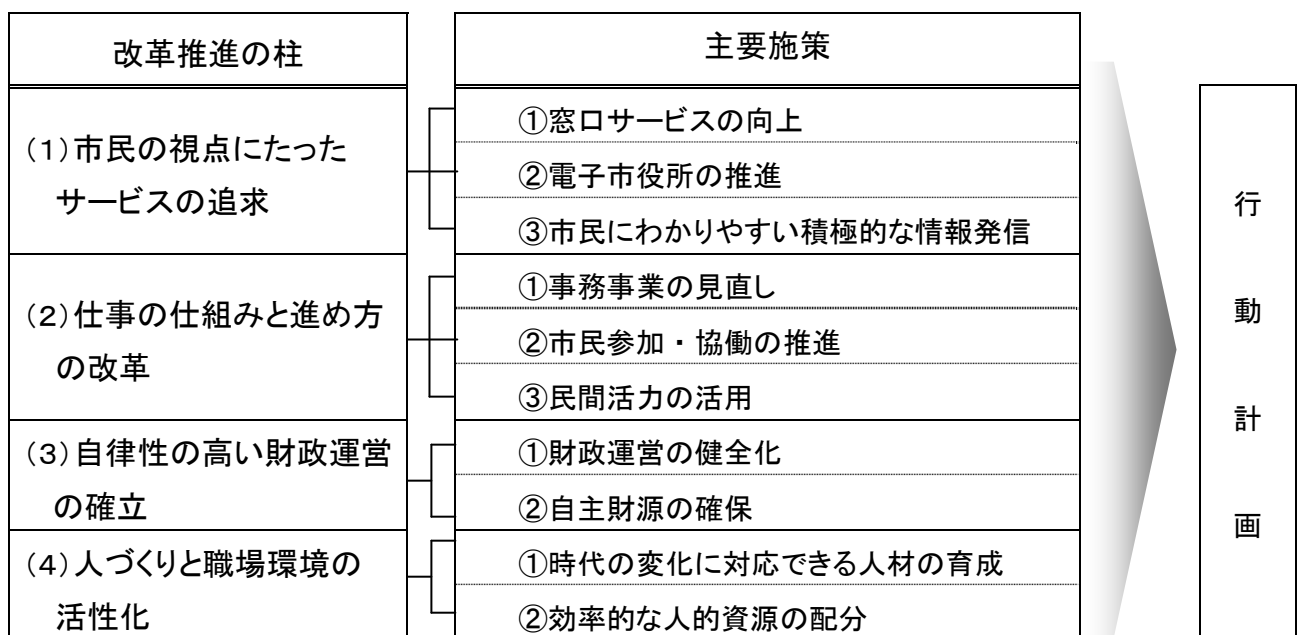 改革推進の柱
主要施策
(1)市民の視点にたった
サービスの追求
①窓口サービスの向上
②電子市役所の推進
③市民にわかりやすい積極的な情報発信
(2)仕事の仕組みと進め方
の改革
①事務事業の見直し
②市民参加・協働の推進
③民間活力の活用
(3)自律性の高い財政運営
の確立
①財政運営の健全化
②自主財源の確保
(4)人づくりと職場環境の
活性化
①時代の変化に対応できる人材の育成
②効率的な人的資源の配分
行動計画